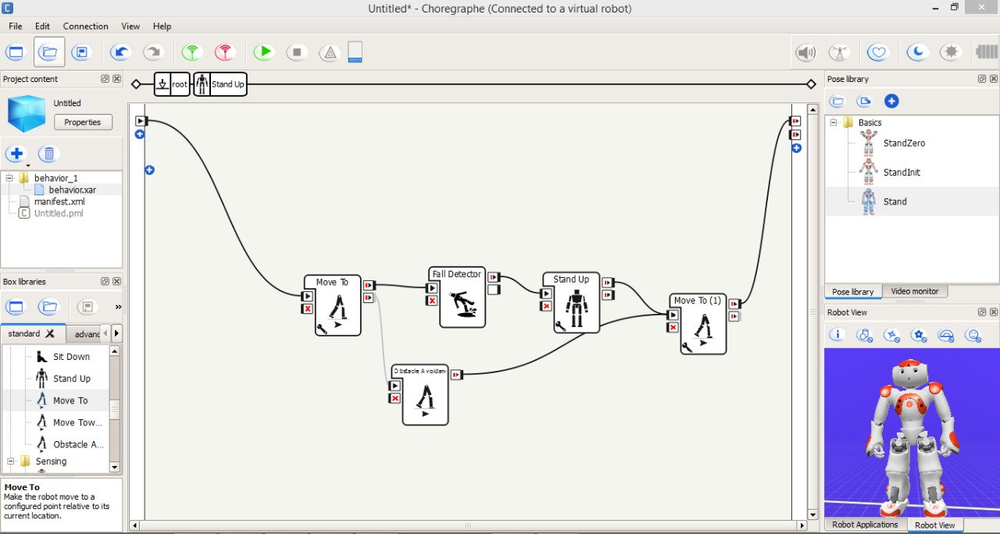 Untitled* - Choregraphe (Connected to a virtual robot)
File Edit Connection View Help
Project content
Untitled
Properties
behavior_1
behavior.xar
manifest.xml
Untitled.pml
Box libraries
standard
advanc
Sit Down
Stand Up
Move To
Move Tow...
Obstacle A...
Sensing
Move To
Make the robot move to a
configured point relative to its
current location.
root
Stand Up
Move To
Fall Detector
Stand Up
Move To (1)
Obstacle Avoidan
Pose library
Basics
StandZero
StandInit
Stand
Pose library
Video monitor
Robot View
Robot Applications
Robot View